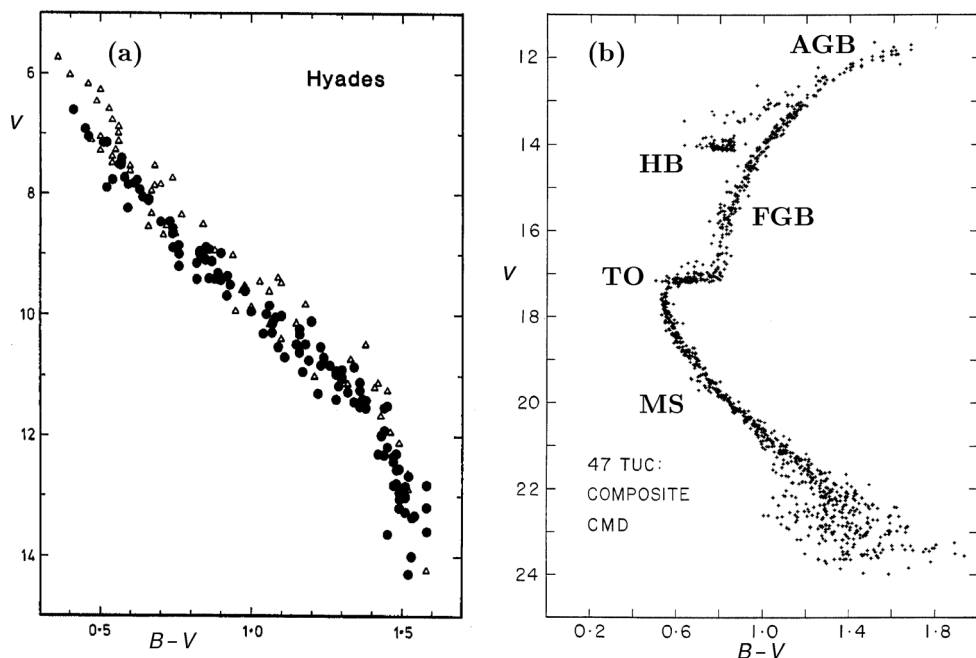 (a)
Hyades
6
V
8
10
12
14
0·5
1·0
1·5
B–V
(b)
AGB
12
14
HB
FGB
16
V
TO
18
20
MS
47 TUC:
COMPOSITE
CMD
22
24
0·2
0·6
1·0
1·4
1·8
B–V